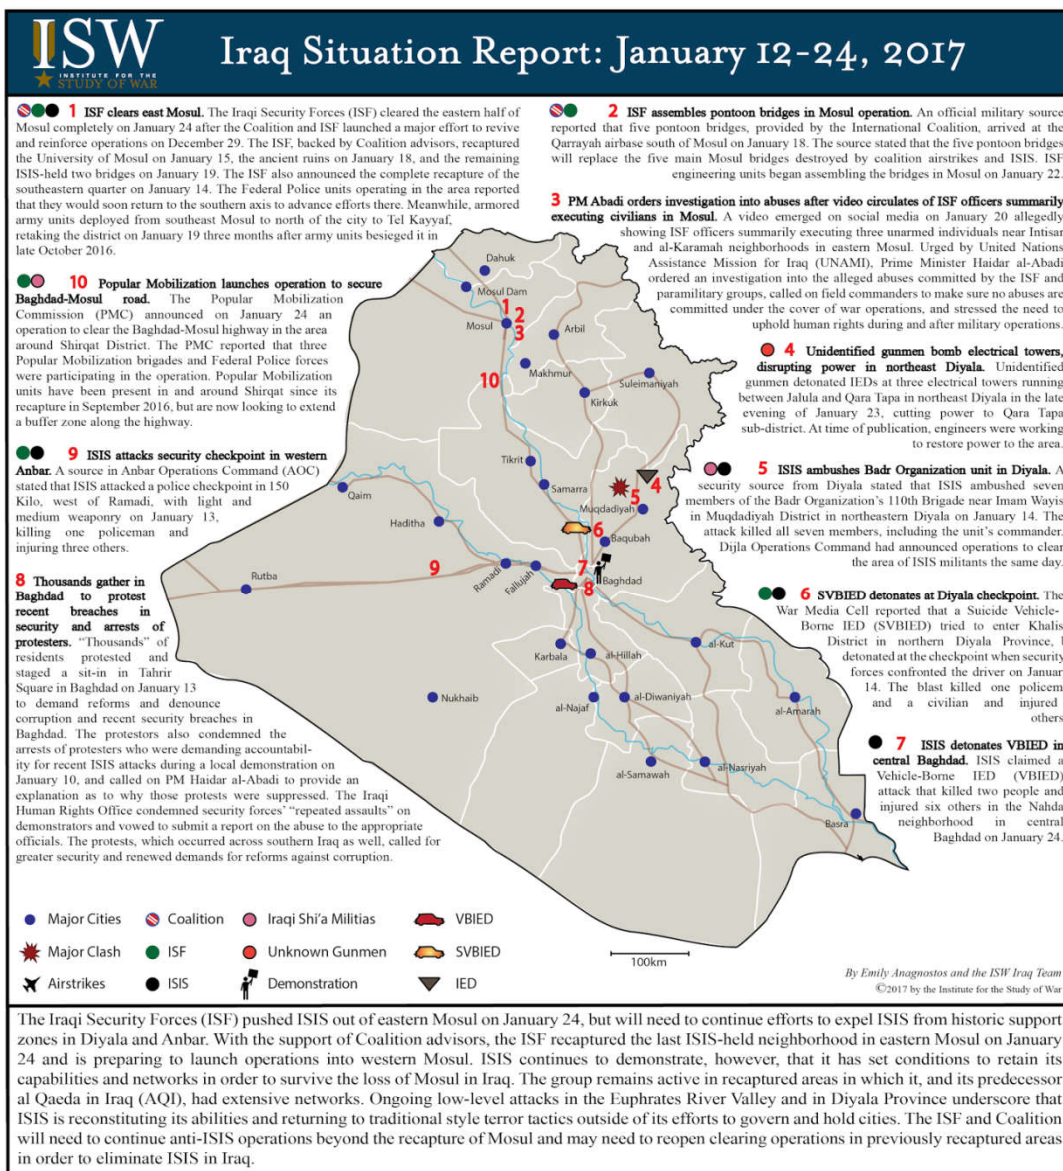 ISW
INSTITUTE FOR THE
STUDY OF WAR
Iraq Situation Report: January 12-24, 2017
1 ISF clears east Mosul. The Iraqi Security Forces (ISF) cleared the eastern half of
Mosul completely on January 24 after the Coalition and ISF launched a major effort to revive
and reinforce operations on December 29. The ISF, backed by Coalition advisors, recaptured
the University of Mosul on January 15, the ancient ruins on January 18, and the remaining
ISIS-held two bridges on January 19. The ISF also announced the complete recapture of the
southeastern quarter on January 14. The Federal Police units operating in the area reported
that they would soon return to the southern axis to advance efforts there. Meanwhile, armored
army units deployed from southeast Mosul to north of the city to Tel Kayyaf,
retaking the district on January 19 three months after army units besieged it in
late October 2016.
10 Popular Mobilization launches operation to secure
Baghdad-Mosul road. The Popular Mobilization
Commission (PMC) announced on January 24 an
operation to clear the Baghdad-Mosul highway in the area
around Shirqat District. The PMC reported that three
Popular Mobilization brigades and Federal Police forces
were participating in the operation. Popular Mobilization
units have been present in and around Shirqat since its
recapture in September 2016, but are now looking to extend
a buffer zone along the highway.
9 ISIS attacks security checkpoint in western
Anbar. A source in Anbar Operations Command (AOC)
stated that ISIS attacked a police checkpoint in 150
Kilo, west of Ramadi, with light and
medium weaponry on January 13,
killing one policeman and
injuring three others.
8 Thousands gather in
Baghdad to protest
recent breaches in
security and arrests of
protesters. “Thousands” of
residents protested and
staged a sit-in in Tahrir
Square in Baghdad on January 13
to demand reforms and denounce
corruption and recent security breaches in
Baghdad. The protestors also condemned the
arrests of protesters who were demanding accountabil-
ity for recent ISIS attacks during a local demonstration on
January 10, and called on PM Haidar al-Abadi to provide an
explanation as to why those protests were suppressed. The Iraqi
Human Rights Office condemned security forces’ “repeated assaults” on
demonstrators and vowed to submit a report on the abuse to the appropriate
officials. The protests, which occurred across southern Iraq as well, called for
greater security and renewed demands for reforms against corruption.
2 ISF assembles pontoon bridges in Mosul operation. An official military source
reported that five pontoon bridges, provided by the International Coalition, arrived at the
Qarrayah airbase south of Mosul on January 18. The source stated that the five pontoon bridges
will replace the five main Mosul bridges destroyed by coalition airstrikes and ISIS. ISF
engineering units began assembling the bridges in Mosul on January 22.
3 PM Abadi orders investigation into abuses after video circulates of ISF officers summarily
executing civilians in Mosul. A video emerged on social media on January 20 allegedly
showing ISF officers summarily executing three unarmed individuals near Intisar
and al-Karamah neighborhoods in eastern Mosul. Urged by United Nations
Assistance Mission for Iraq (UNAMI), Prime Minister Haidar al-Abadi
ordered an investigation into the alleged abuses committed by the ISF and
paramilitary groups, called on field commanders to make sure no abuses are
committed under the cover of war operations, and stressed the need to
uphold human rights during and after military operations.
4 Unidentified gunmen bomb electrical towers,
disrupting power in northeast Diyala. Unidentified
gunmen detonated IEDs at three electrical towers running
between Jalula and Qara Tapa in northeast Diyala in the late
evening of January 23, cutting power to Qara Tapa
sub-district. At time of publication, engineers were working
to restore power to the area.
5 ISIS ambushes Badr Organization unit in Diyala. A
security source from Diyala stated that ISIS ambushed seven
members of the Badr Organization’s 110th Brigade near Imam Wayis
in Muqdadiyah District in northeastern Diyala on January 14. The
attack killed all seven members, including the unit’s commander.
Dijla Operations Command had announced operations to clear
the area of ISIS militants the same day.
6 SVBIED detonates at Diyala checkpoint. The
War Media Cell reported that a Suicide Vehicle-
Borne IED (SVBIED) tried to enter Khalis
District in northern Diyala Province,
detonated at the checkpoint when security
forces confronted the driver on Januar
14. The blast killed one policem
and a civilian and injured
others
7 ISIS detonates VBIED in
central Baghdad. ISIS claimed a
Vehicle-Borne IED (VBIED)
attack that killed two people and
injured six others in the Nahda
neighborhood in central
Baghdad on January 24.
Dahuk
Mosul Dam
1
2
Mosul
3
Arbil
Makhmur
10
Suleimaniyah
Kirkuk
Tikrit
Samarra
4
5
Muqdadiyah
Qaim
Haditha
6
Baqubah
9
Ramadi
Fallujah
7
Baghdad
8
Rutba
Karbala
al-Hillah
al-Kut
Nukhaib
al-Najaf
al-Diwaniyah
al-Amarah
al-Samawah
al-Nasriyah
Basra
Major Cities
Coalition
Iraqi Shi’a Militias
VBIED
Major Clash
ISF
Unknown Gunmen
SVBIED
Airstrikes
ISIS
Demonstration
IED
100km
By Emily Anagnostos and the ISW Iraq Team
©2017 by the Institute for the Study of War
The Iraqi Security Forces (ISF) pushed ISIS out of eastern Mosul on January 24, but will need to continue efforts to expel ISIS from historic support
zones in Diyala and Anbar. With the support of Coalition advisors, the ISF recaptured the last ISIS-held neighborhood in eastern Mosul on January
24 and is preparing to launch operations into western Mosul. ISIS continues to demonstrate, however, that it has set conditions to retain its
capabilities and networks in order to survive the loss of Mosul in Iraq. The group remains active in recaptured areas in which it, and its predecessor
al Qaeda in Iraq (AQI), had extensive networks. Ongoing low-level attacks in the Euphrates River Valley and in Diyala Province underscore that
ISIS is reconstituting its abilities and returning to traditional style terror tactics outside of its efforts to govern and hold cities. The ISF and Coalition
will need to continue anti-ISIS operations beyond the recapture of Mosul and may need to reopen clearing operations in previously recaptured areas
in order to eliminate ISIS in Iraq.